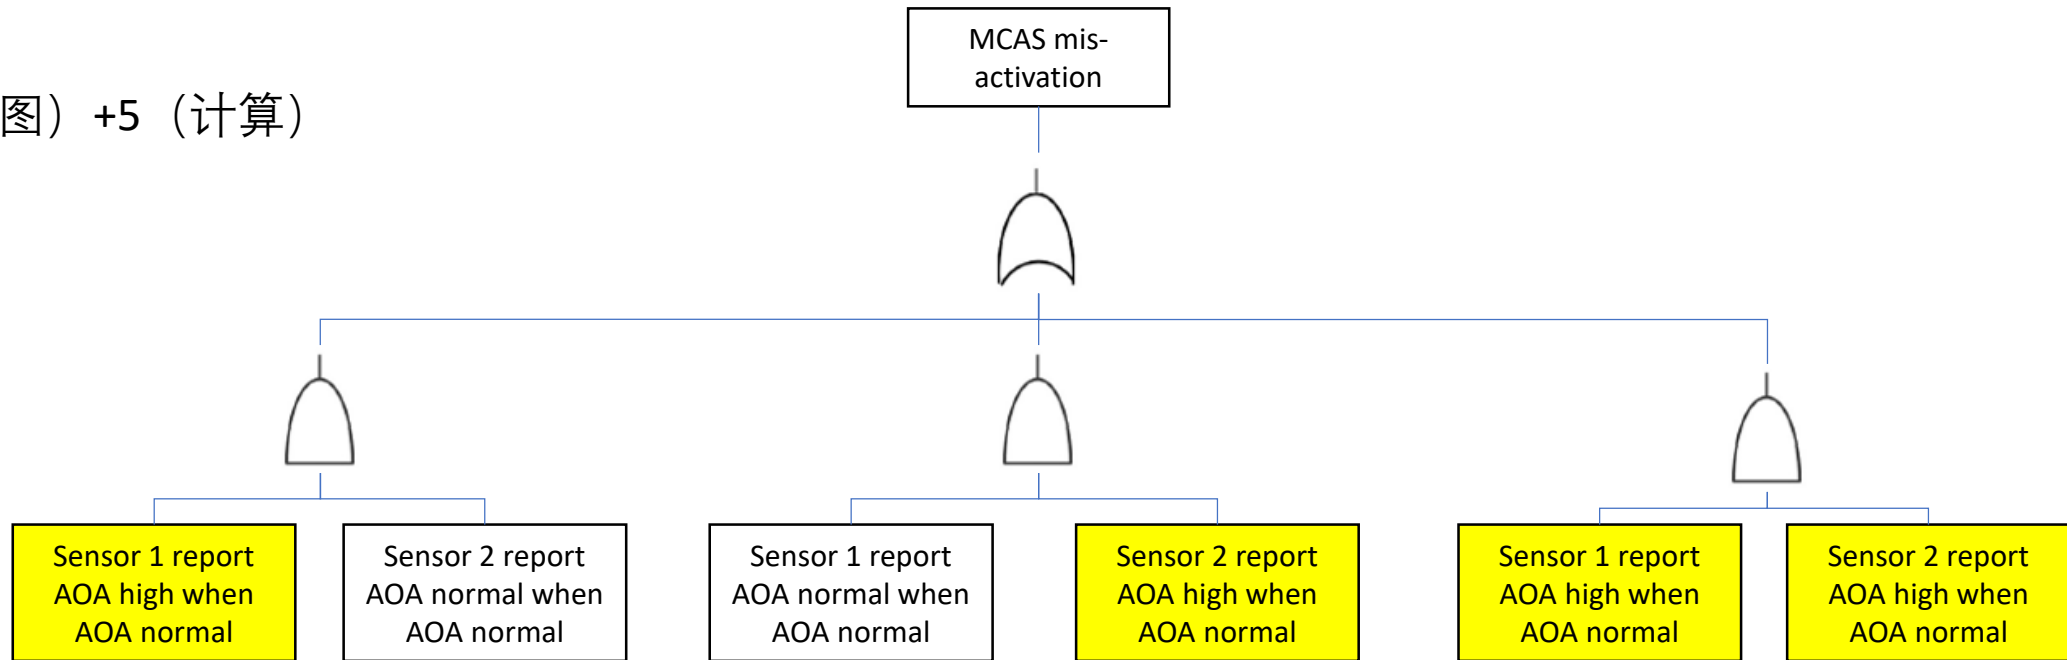 MCAS mis-
activation
图）+5（计算）
Sensor 1 report
AOA high when
AOA normal
Sensor 2 report
AOA normal when
AOA normal
Sensor 1 report
AOA normal when
AOA normal
Sensor 2 report
AOA high when
AOA normal
Sensor 1 report
AOA high when
AOA normal
Sensor 2 report
AOA high when
AOA normal